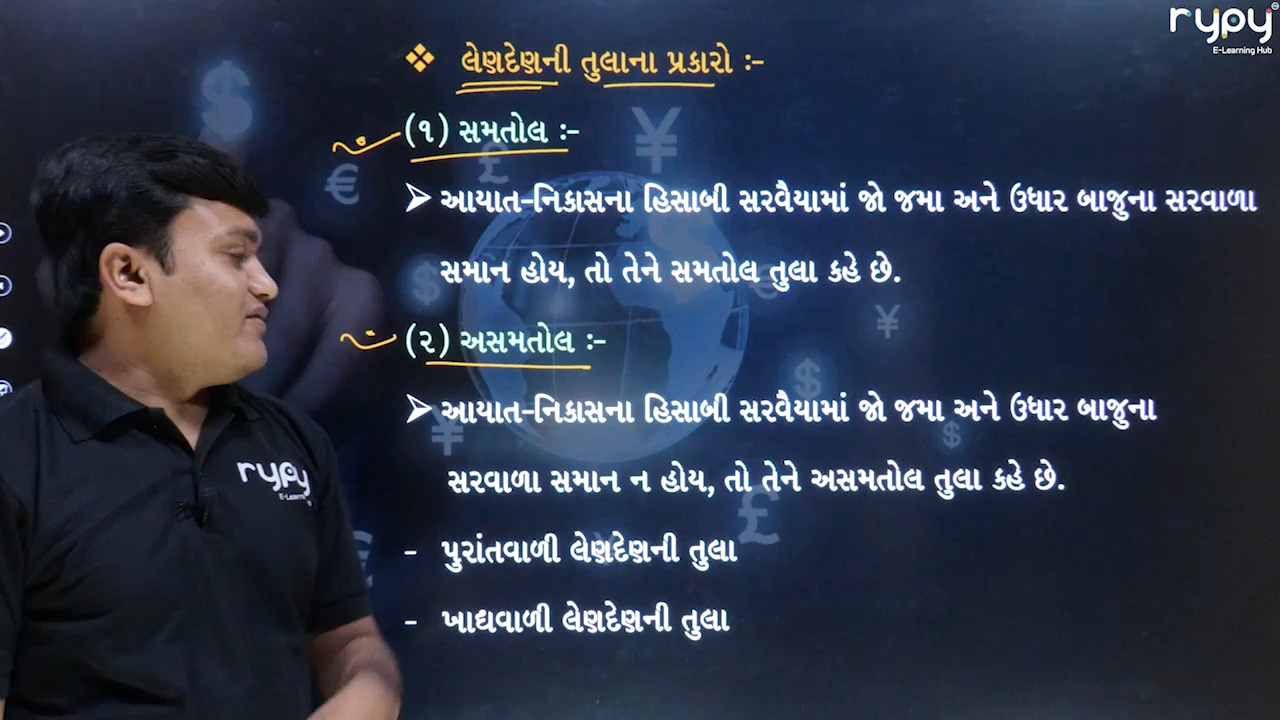 rypy
E-Learning Hub
❖ લેણદેણની તુલાના પ્રકારો :-
(૧) સમતોલ :-
➢ આયાત-નિકાસના હિસાબી સરવૈયામાં જો જમા અને ઉધાર બાજુના સરવાળા
સમાન હોય, તો તેને સમતોલ તુલા કહે છે.
(૨) અસમતોલ :-
➢ આયાત-નિકાસના હિસાબી સરવૈયામાં જો જમા અને ઉધાર બાજુના
સરવાળા સમાન ન હોય, તો તેને અસમતોલ તુલા કહે છે.
- પુરાંતવાળી લેણદેણની તુલા
- ખાધવાળી લેણદેણની તુલા
rypy